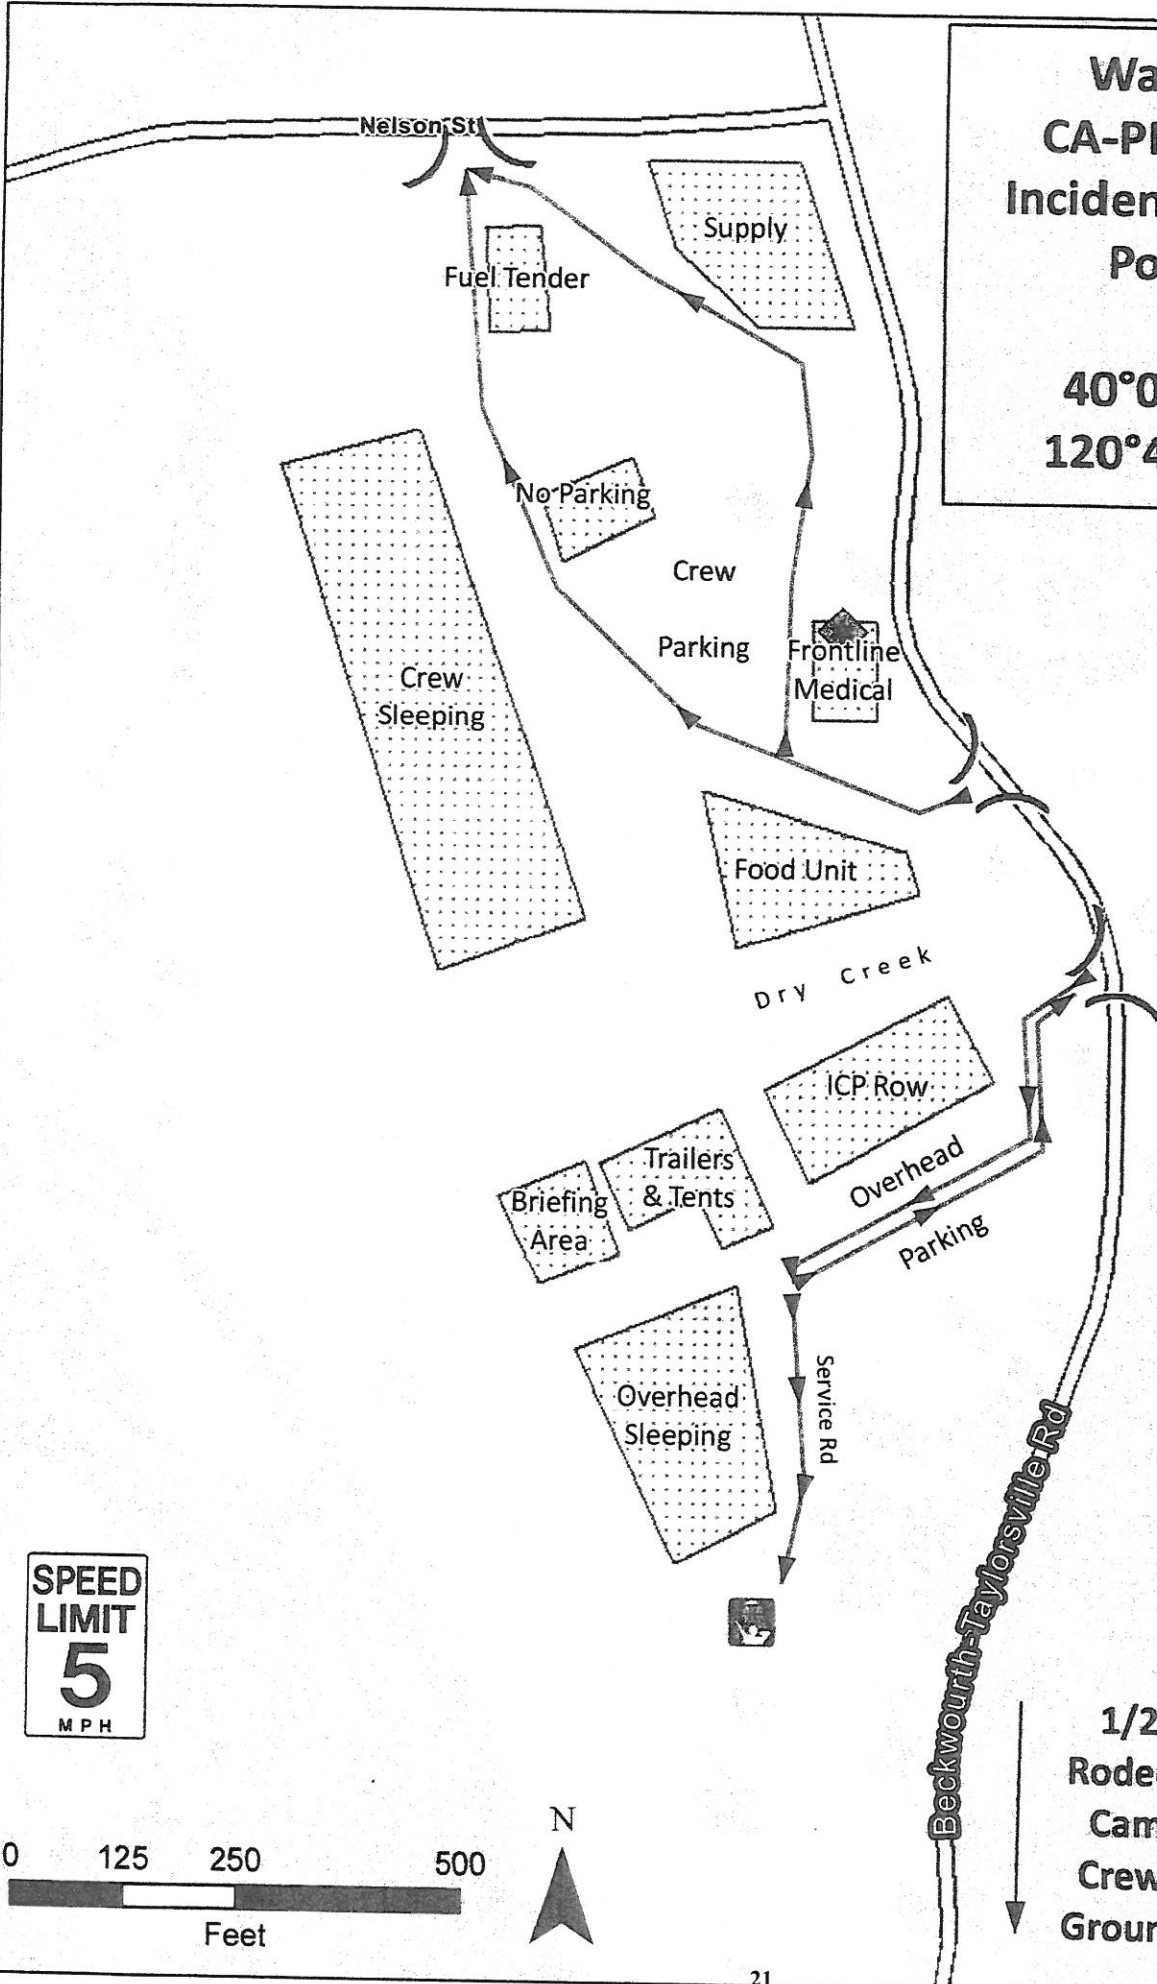 Nelson St
Wa
CA-Pl
Inciden
Po
40°0
120°4
Supply
Fuel Tender
No Parking
Crew
Parking
Frontline
Medical
Crew
Sleeping
Food Unit
Dry Creek
ICP Row
Trailers
& Tents
Briefing
Area
Overhead
Parking
Overhead
Sleeping
Service Rd
Beckwourth-Taylorsville Rd
SPEED
LIMIT
5
MPH
1/2
Rode
Cam
Crew
Groun
N
0 125 250 500
Feet
21